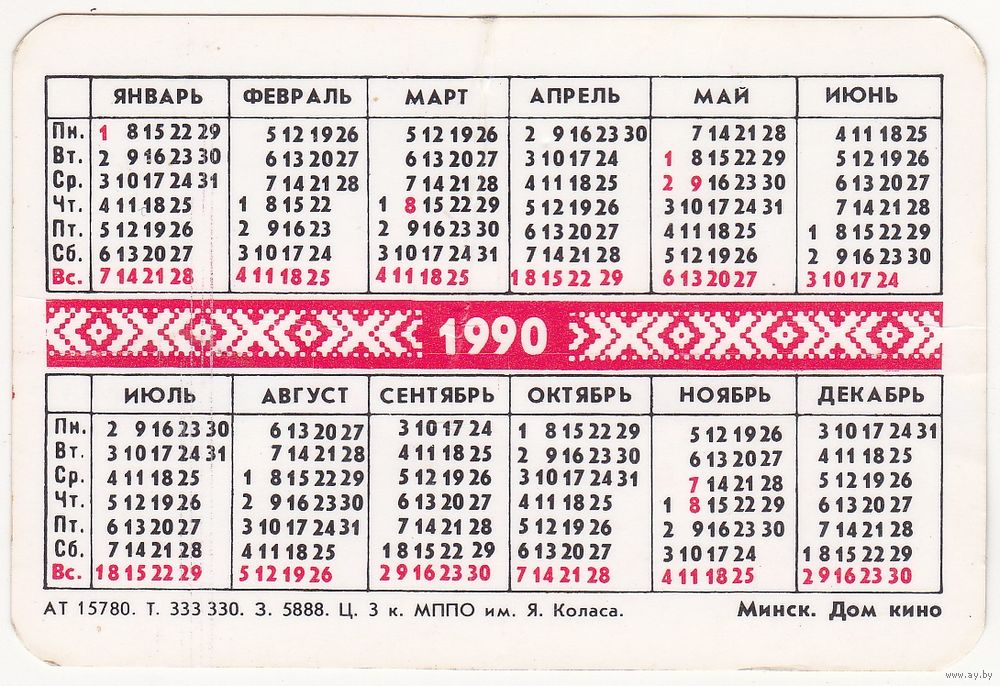 ЯНВАРЬ ФЕВРАЛЬ МАРТ АПРЕЛЬ МАЙ ИЮНЬ
Пн. 1 8 15 22 29 5 12 19 26 5 12 19 26 2 9 16 23 30 7 14 21 28 4 11 18 25
Вт. 2 9 16 23 30 6 13 20 27 6 13 20 27 3 10 17 24 1 8 15 22 29 5 12 19 26
Ср. 3 10 17 24 31 7 14 21 28 7 14 21 28 4 11 18 25 2 9 16 23 30 6 13 20 27
Чт. 4 11 18 25 1 8 15 22 1 8 15 22 29 5 12 19 26 3 10 17 24 31 7 14 21 28
Пт. 5 12 19 26 2 9 16 23 2 9 16 23 30 6 13 20 27 4 11 18 25 1 8 15 22 29
Сб. 6 13 20 27 3 10 17 24 3 10 17 24 31 7 14 21 28 5 12 19 26 2 9 16 23 30
Вс. 7 14 21 28 4 11 18 25 4 11 18 25 1 8 15 22 29 6 13 20 27 3 10 17 24
1990
ИЮЛЬ АВГУСТ СЕНТЯБРЬ ОКТЯБРЬ НОЯБРЬ ДЕКАБРЬ
Пн. 2 9 16 23 30 6 13 20 27 3 10 17 24 1 8 15 22 29 5 12 19 26 3 10 17 24 31
Вт. 3 10 17 24 31 7 14 21 28 4 11 18 25 2 9 16 23 30 6 13 20 27 4 11 18 25
Ср. 4 11 18 25 1 8 15 22 29 5 12 19 26 3 10 17 24 31 7 14 21 28 5 12 19 26
Чт. 5 12 19 26 2 9 16 23 30 6 13 20 27 4 11 18 25 1 8 15 22 29 6 13 20 27
Пт. 6 13 20 27 3 10 17 24 31 7 14 21 28 5 12 19 26 2 9 16 23 30 7 14 21 28
Сб. 7 14 21 28 4 11 18 25 1 8 15 22 29 6 13 20 27 3 10 17 24 1 8 15 22 29
Вс. 1 8 15 22 29 5 12 19 26 2 9 16 23 30 7 14 21 28 4 11 18 25 2 9 16 23 30
АТ 15780. Т. 333 330. З. 5888. Ц. 3 к. МППО им. Я. Коласа. Минск. Дом кино
www.ay.by